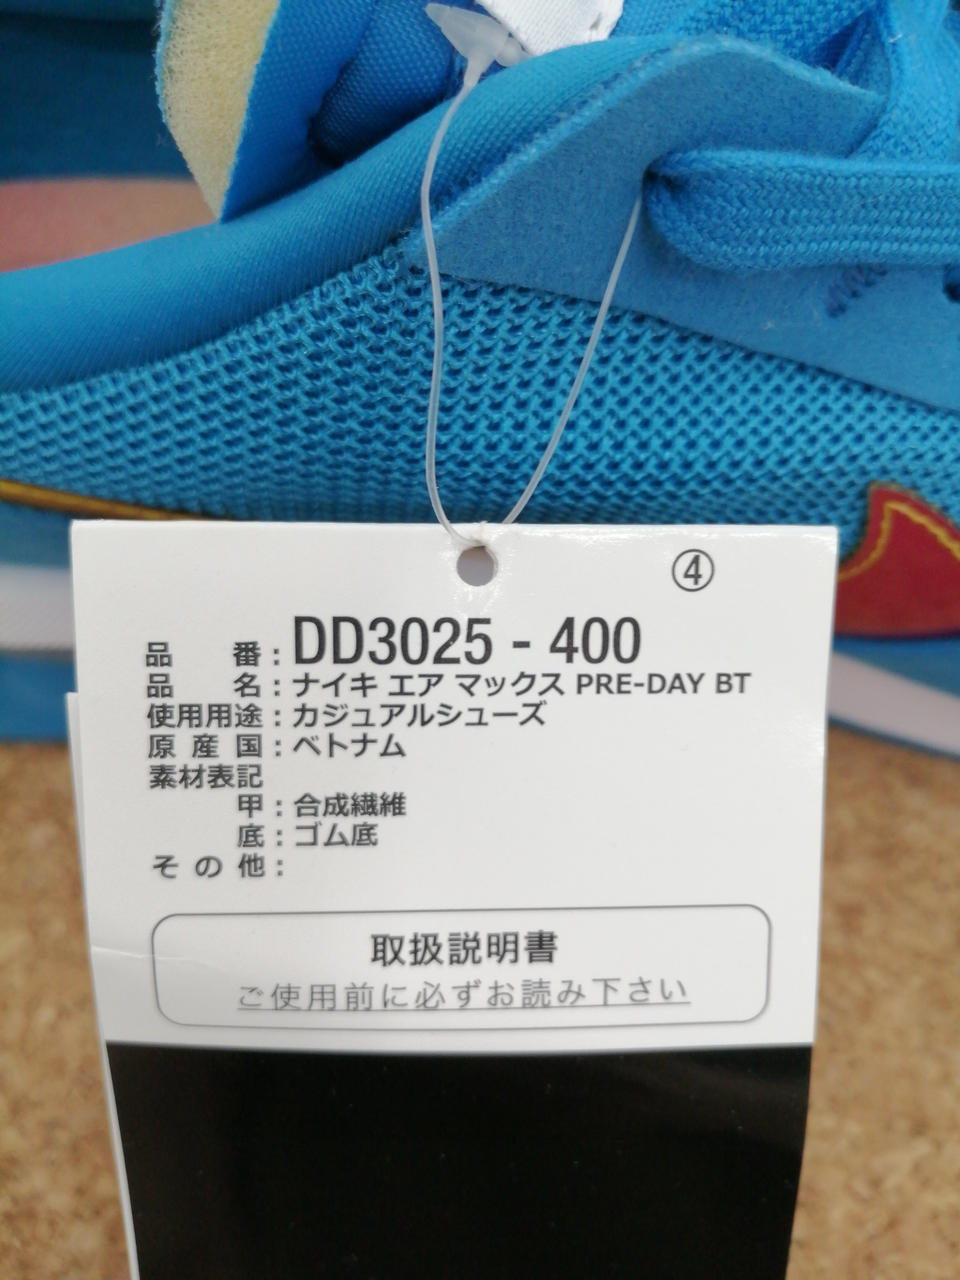 ④
品 番：DD3025 - 400
品 名：ナイキ エア マックス PRE-DAY BT
使用用途：カジュアルシューズ
原産国：ベトナム
素材表記
甲：合成繊維
底：ゴム底
その他：
取扱説明書
ご使用前に必ずお読み下さい